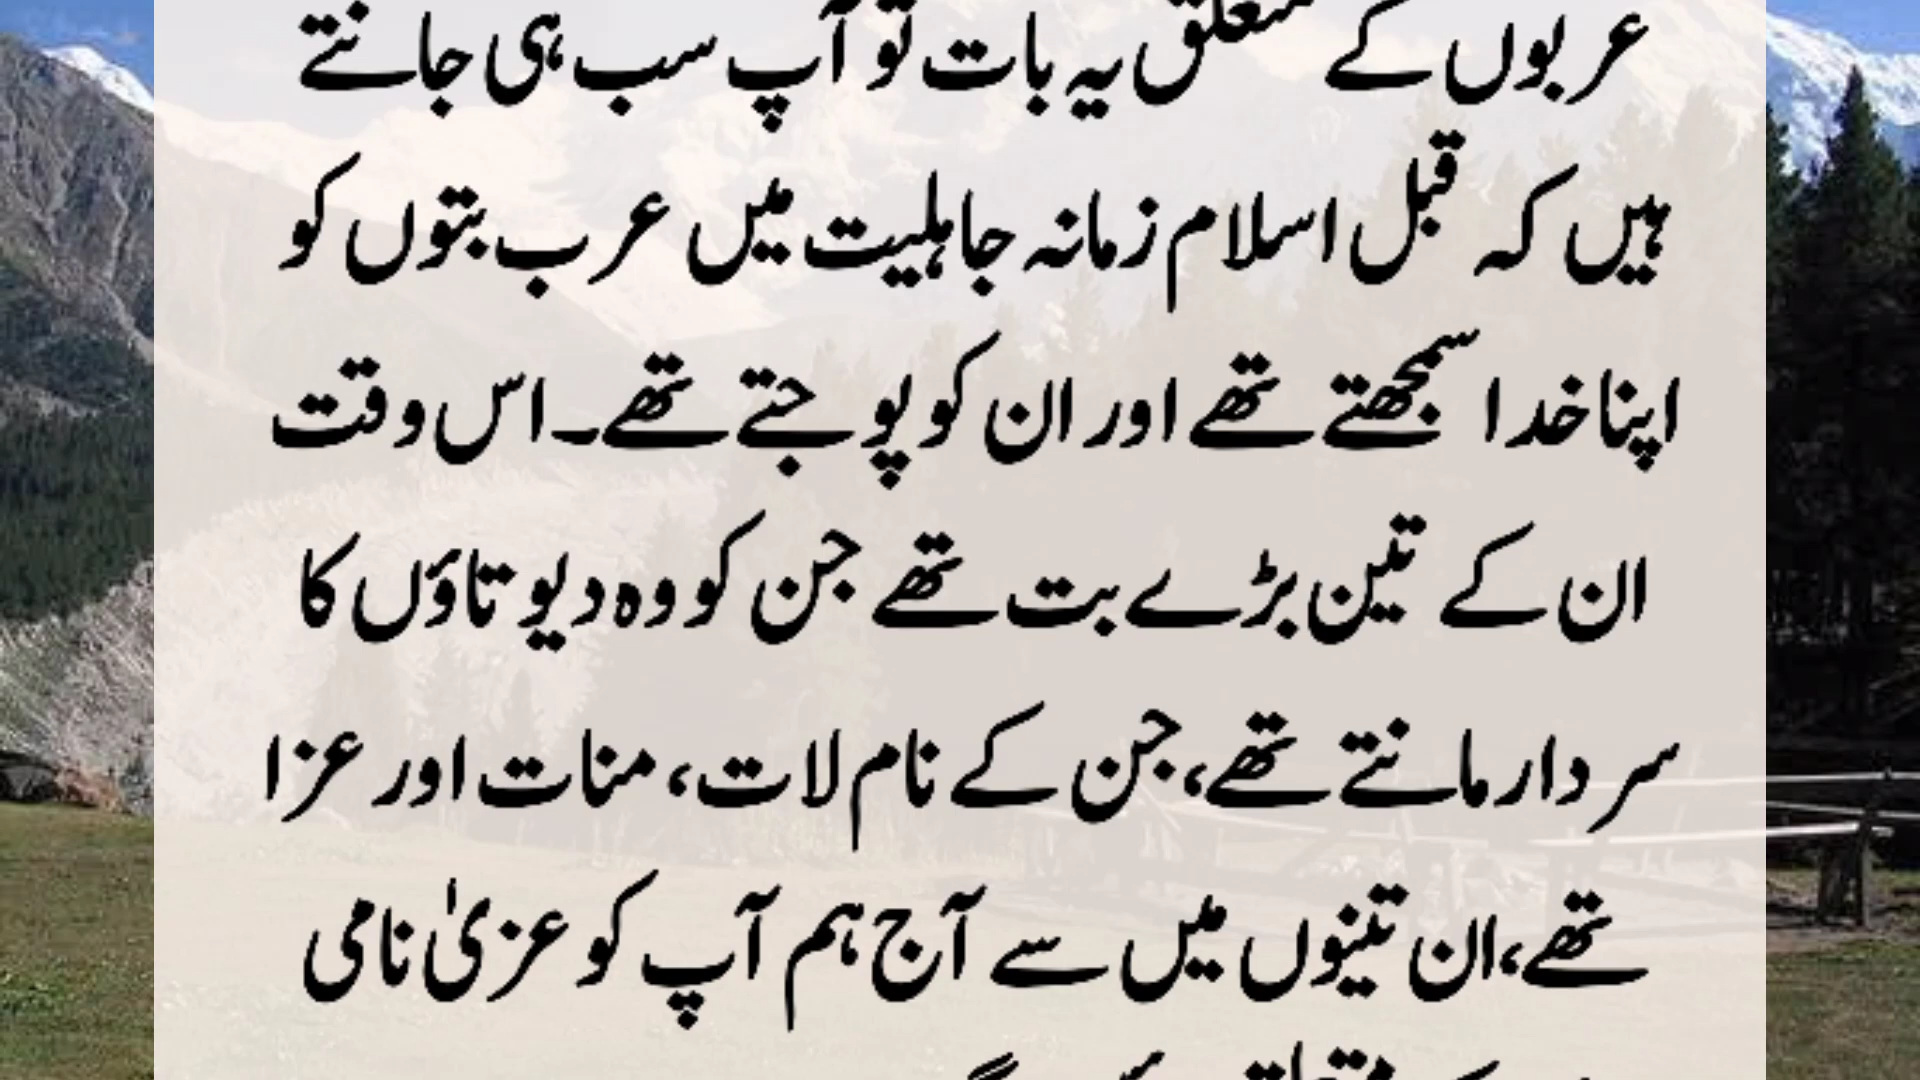 عربوں کے متعلق یہ بات تو آپ سب ہی جانتے
ہیں کہ قبل اسلام زمانہ جاہلیت میں عرب بتوں کو
اپنا خدا سمجھتے تھے اور ان کو پوجتے تھے۔ اس وقت
ان کے تین بڑے بت تھے جن کو وہ دیوتاؤں کا
سردار مانتے تھے، جن کے نام لات، منات اور عزا
تھے، ان تینوں میں سے آج ہم آپ کو عزیٰ نامی